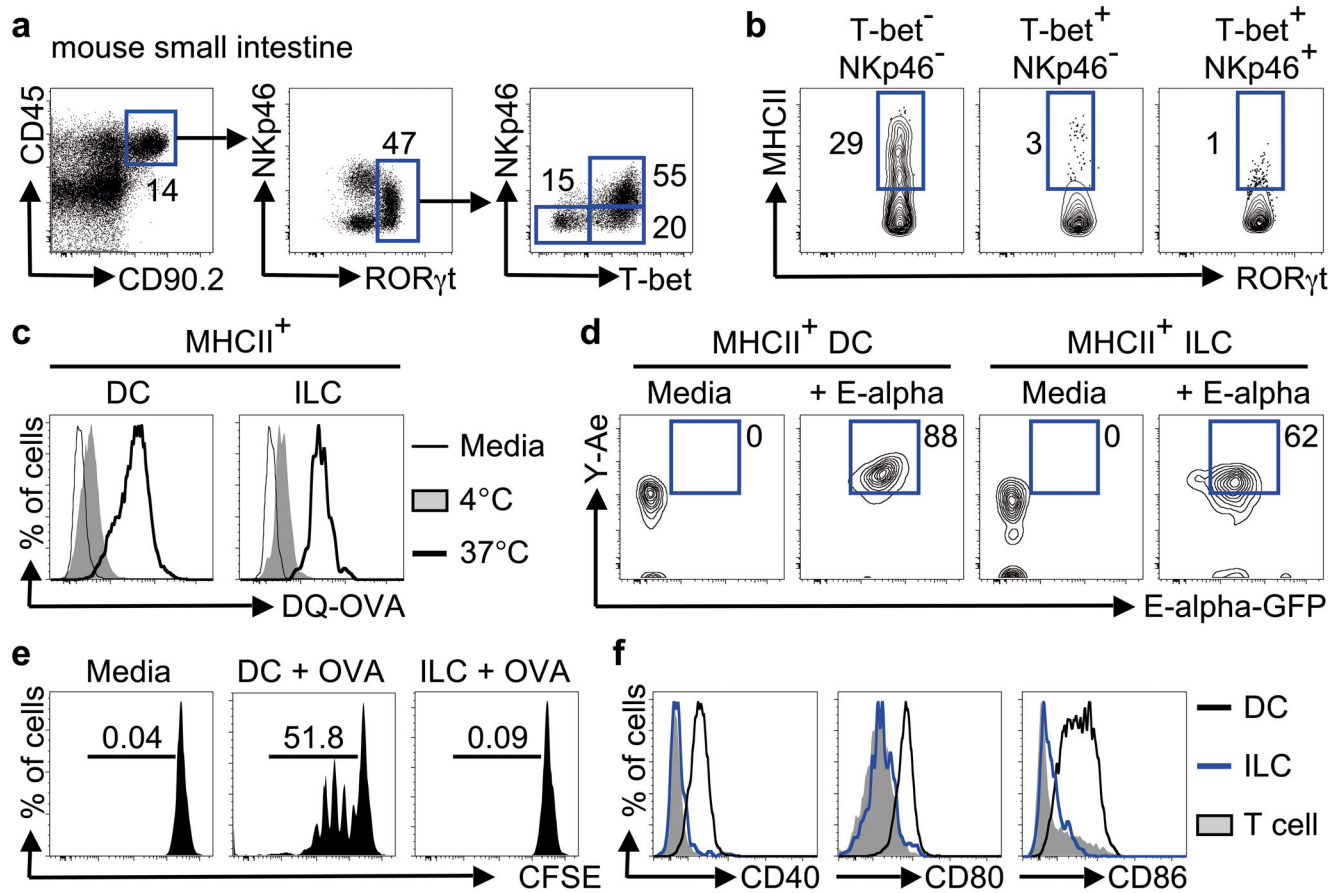 a
mouse small intestine
CD45
14
CD90.2
NKp46
47
RORγt
NKp46
15
55
20
T-bet
b
T-bet-
NKp46-
T-bet+
NKp46-
T-bet+
NKp46+
MHCII
29
3
1
RORγt
c
MHCII+
DC
ILC
% of cells
Media
4°C
37°C
DQ-OVA
d
MHCII+ DC
MHCII+ ILC
Media
+ E-alpha
Media
+ E-alpha
Y-Ae
0
88
0
62
E-alpha-GFP
e
Media
DC + OVA
ILC + OVA
% of cells
0.04
51.8
0.09
CFSE
f
% of cells
DC
ILC
T cell
CD40
CD80
CD86